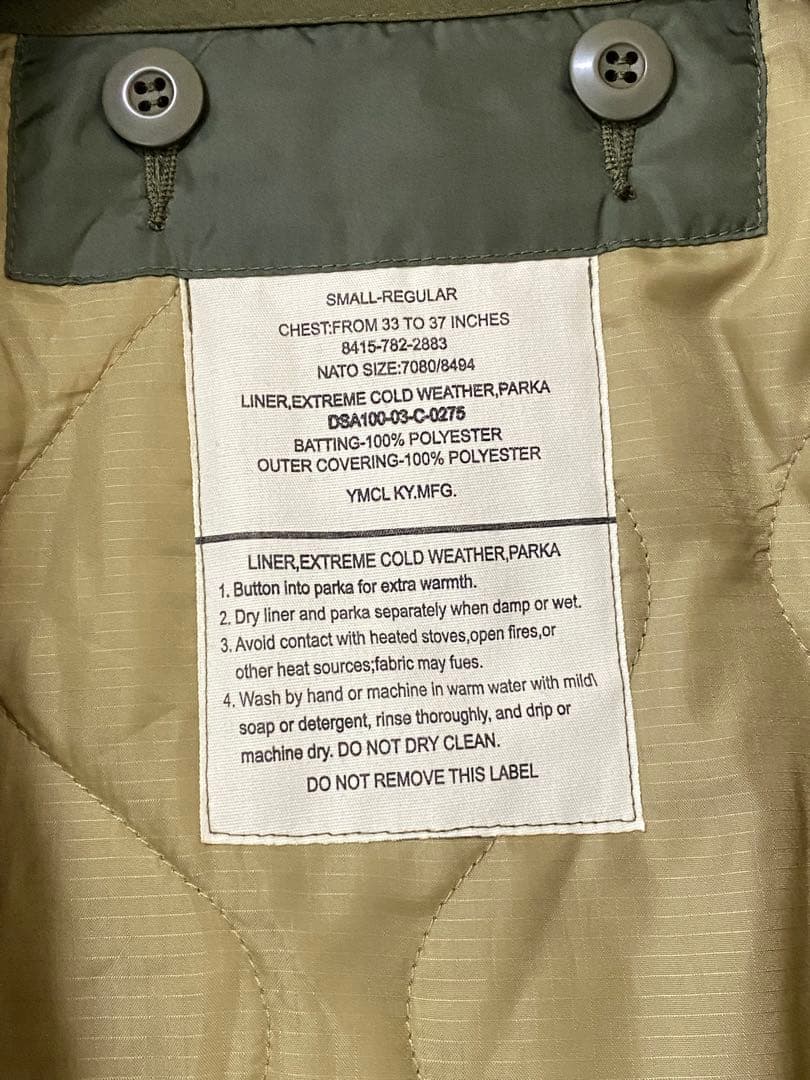 SMALL-REGULAR
CHEST:FROM 33 TO 37 INCHES
8415-782-2883
NATO SIZE:7080/8494
LINER,EXTREME COLD WEATHER,PARKA
DSA100-03-C-0275
BATTING-100% POLYESTER
OUTER COVERING-100% POLYESTER
YMCL KY.MFG.
LINER,EXTREME COLD WEATHER,PARKA
1. Button into parka for extra warmth.
2. Dry liner and parka separately when damp or wet.
3. Avoid contact with heated stoves,open fires,or
other heat sources;fabric may fues.
4. Wash by hand or machine in warm water with mild\
soap or detergent, rinse thoroughly, and drip or
machine dry. DO NOT DRY CLEAN.
DO NOT REMOVE THIS LABEL